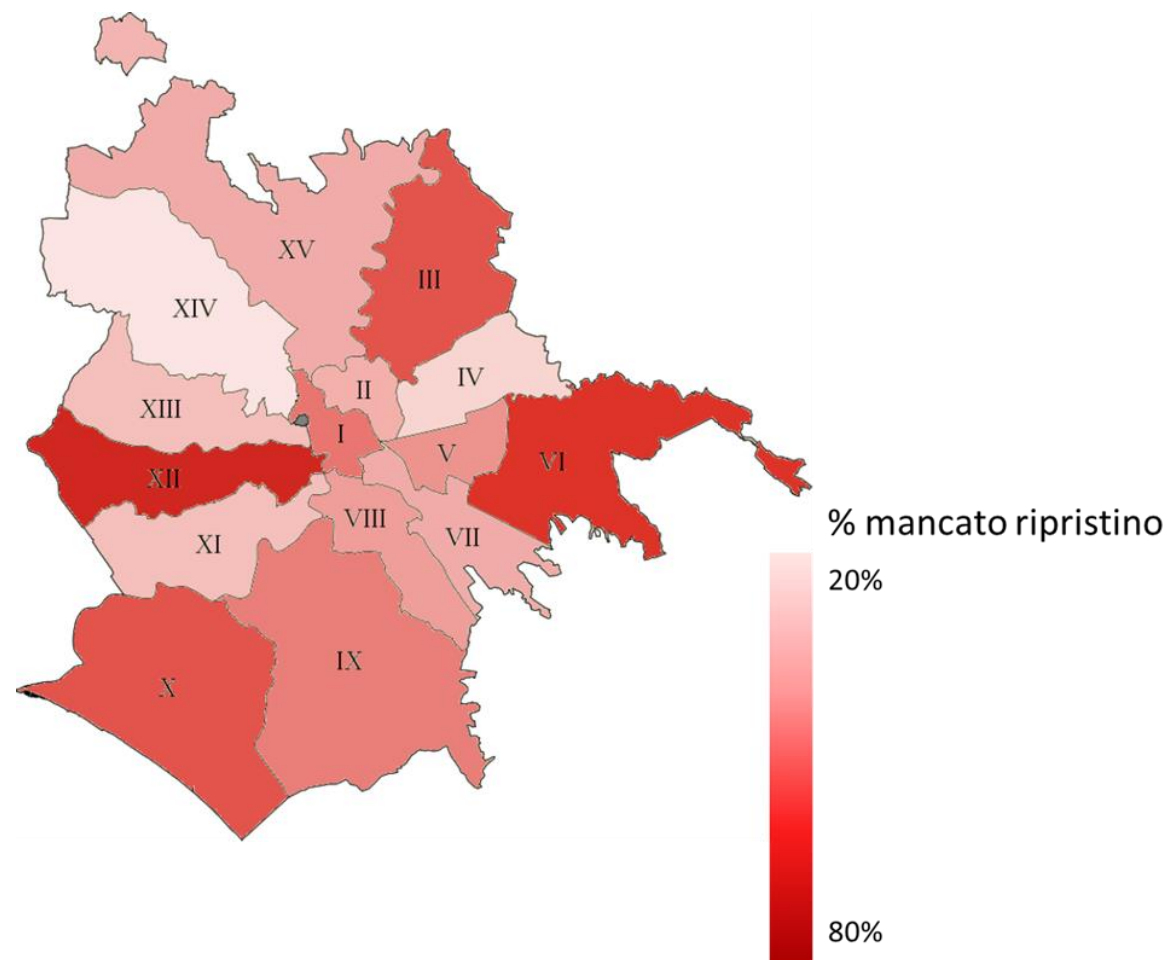 XV
III
XIV
IV
II
XIII
I
V
VI
XII
VIII
VII
XI
IX
X
% mancato ripristino
20%
80%